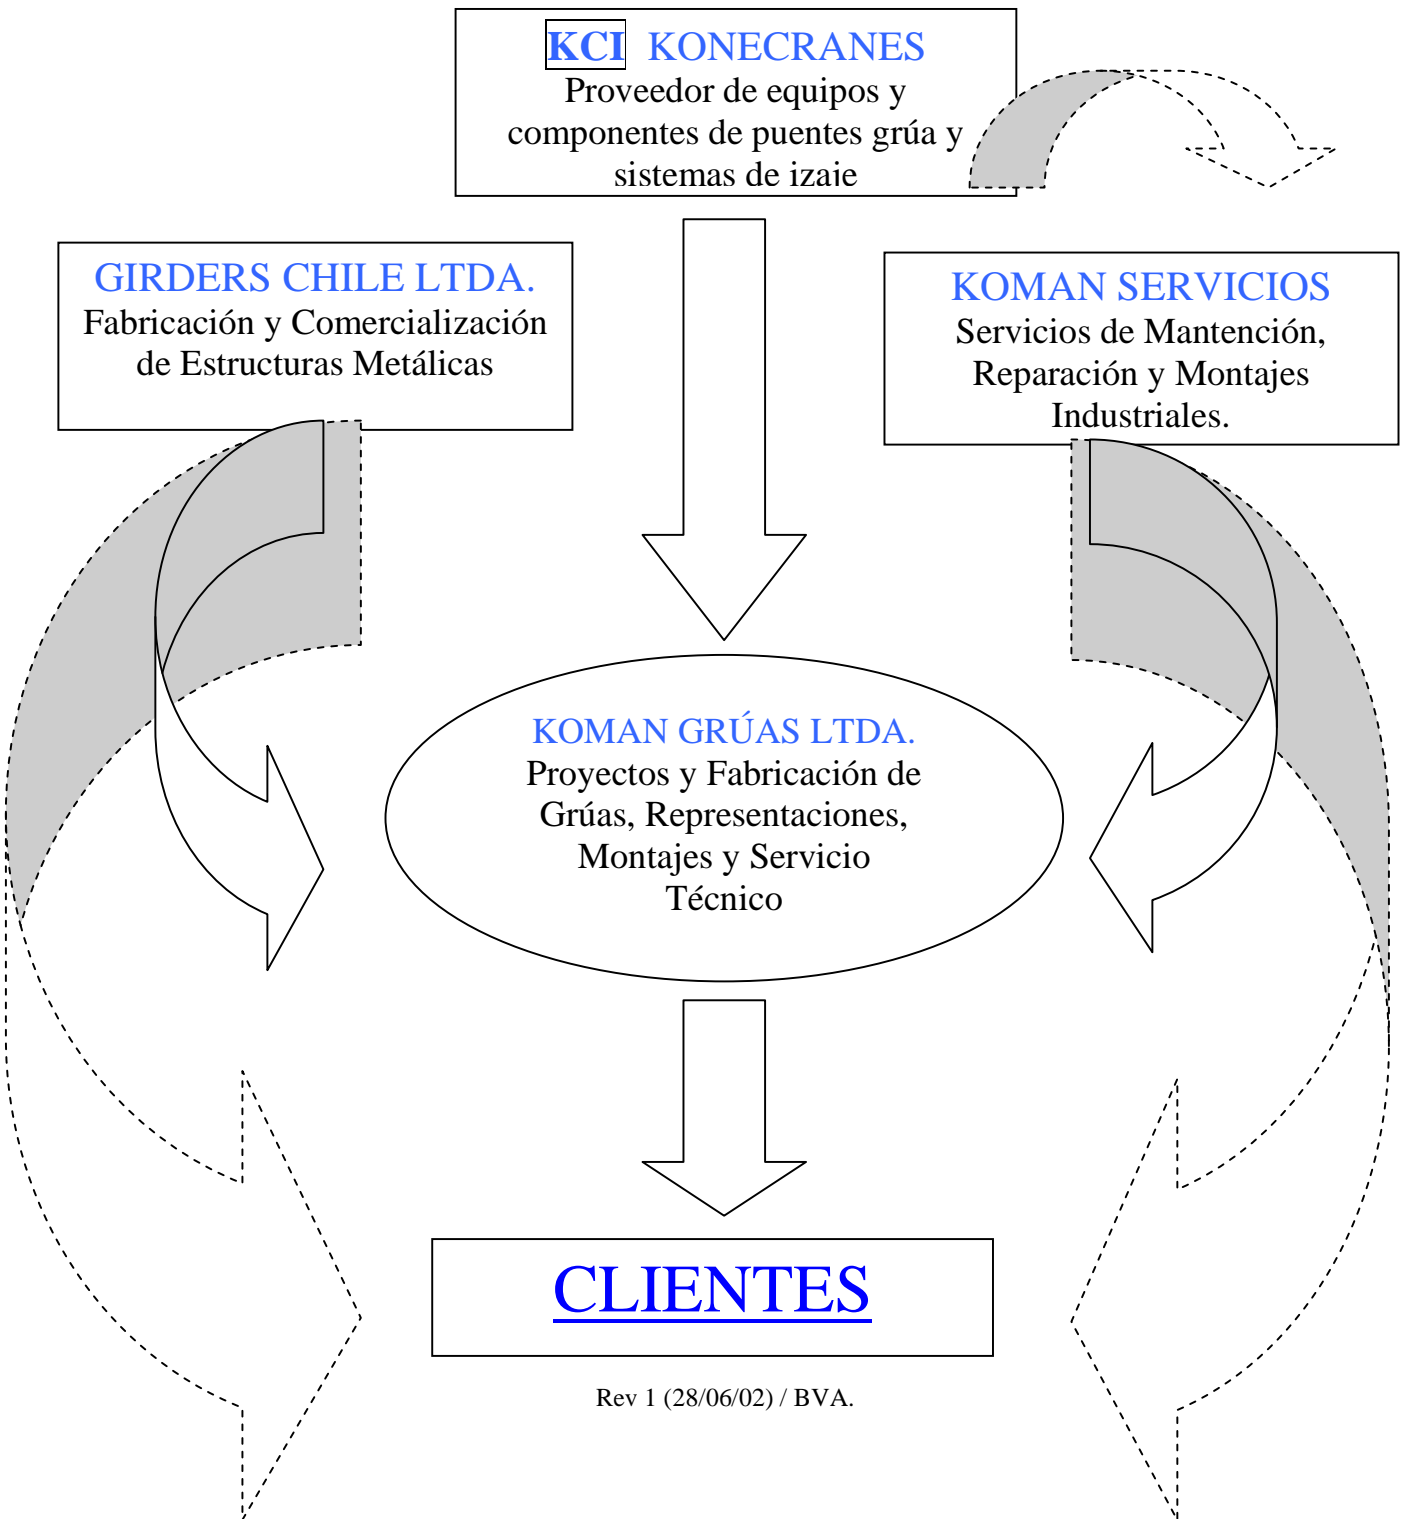 KCI KONECRANES
Proveedor de equipos y
componentes de puentes grúa y
sistemas de izaje
GIRDERS CHILE LTDA.
Fabricación y Comercialización
de Estructuras Metálicas
KOMAN SERVICIOS
Servicios de Mantención,
Reparación y Montajes
Industriales.
KOMAN GRÚAS LTDA.
Proyectos y Fabricación de
Grúas, Representaciones,
Montajes y Servicio
Técnico
CLIENTES
Rev 1 (28/06/02) / BVA.